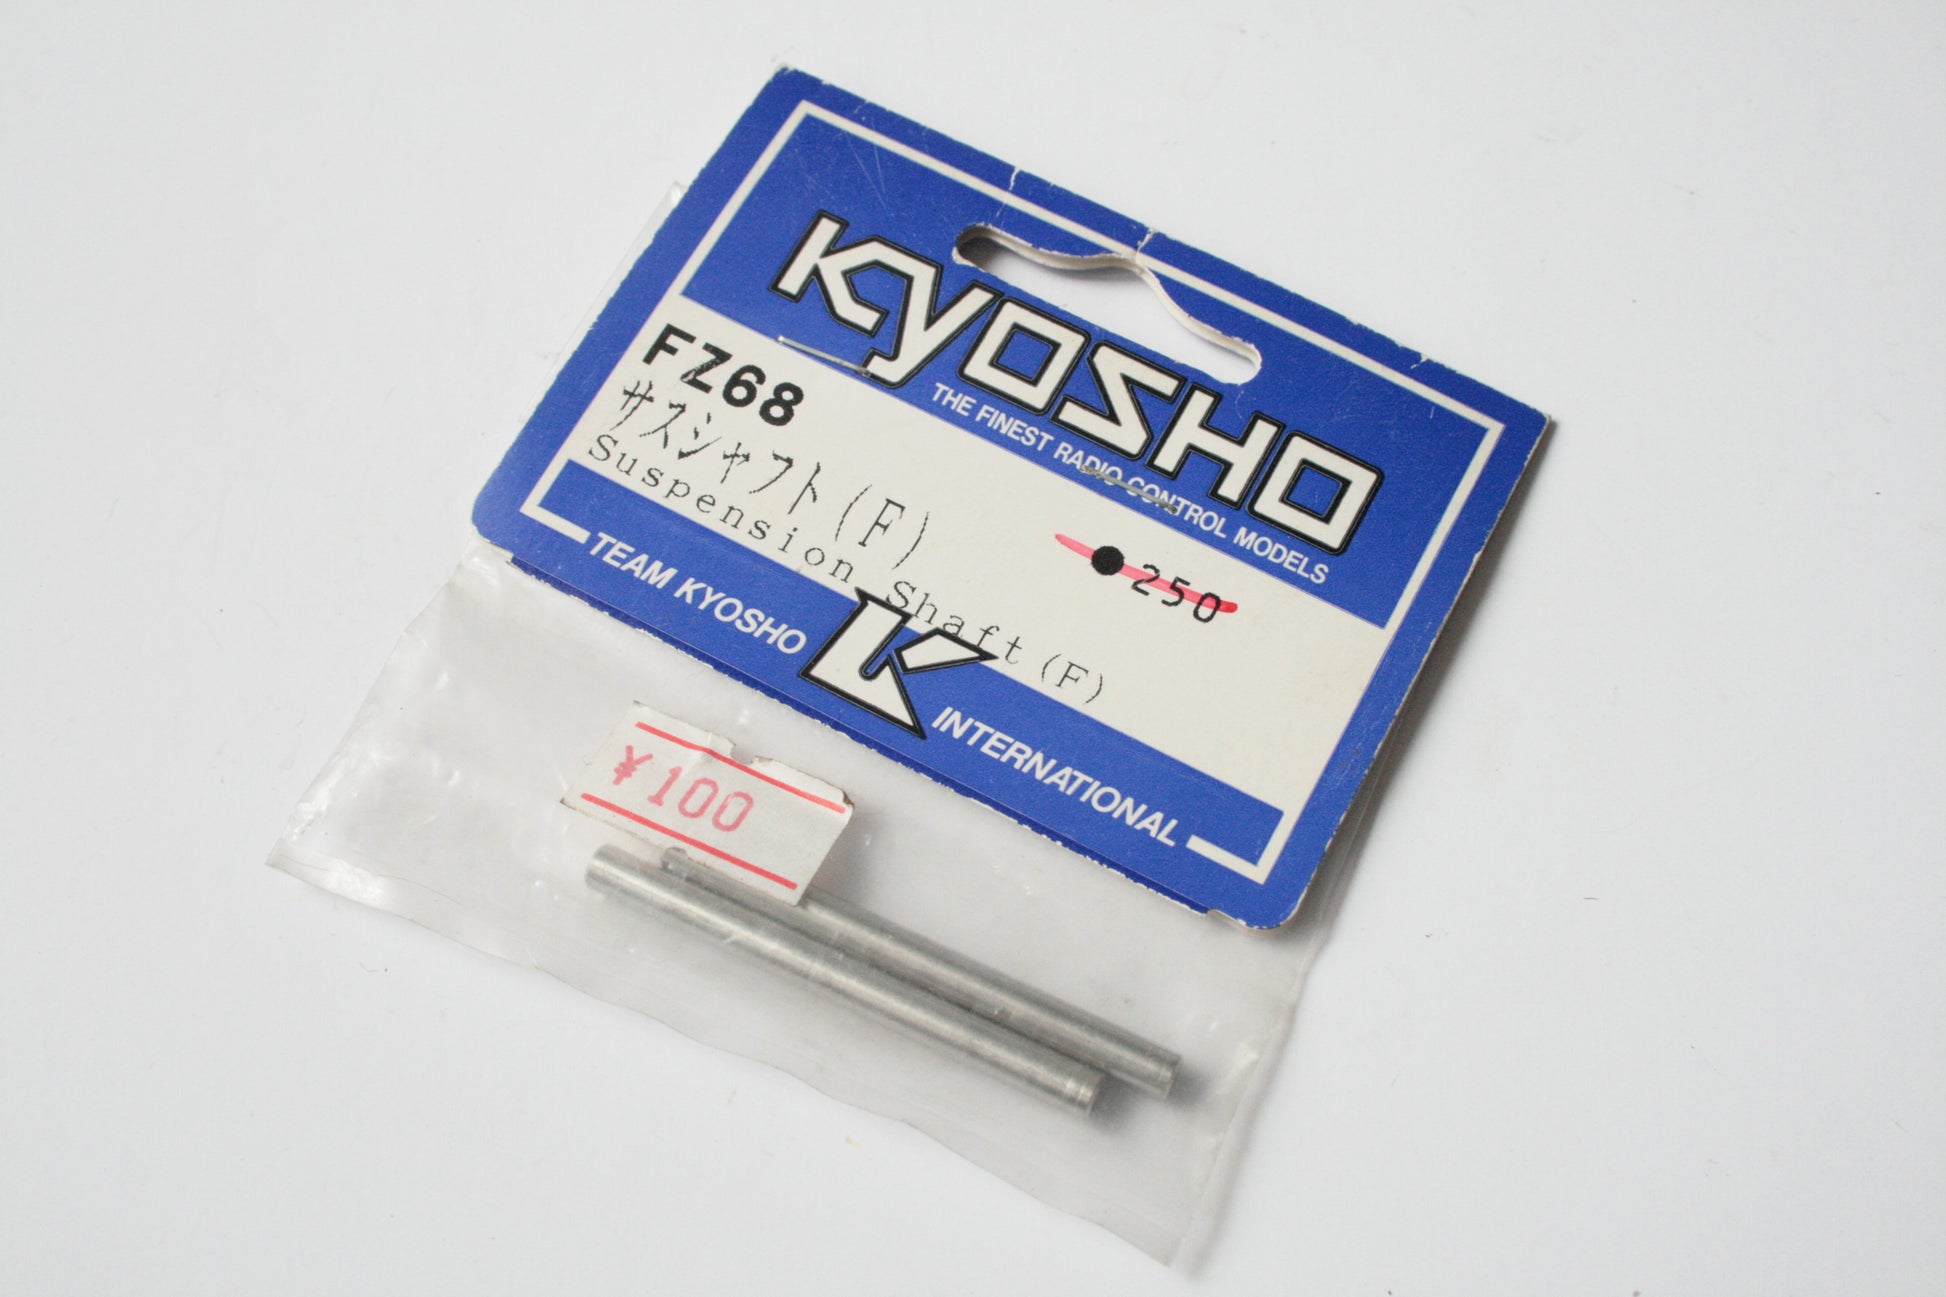 KYOSHO
THE FINEST RADIO CONTROL MODELS
FZ68
サスシャフト(F)
Suspension Shaft(F)
●250
TEAM KYOSHO K INTERNATIONAL
¥100